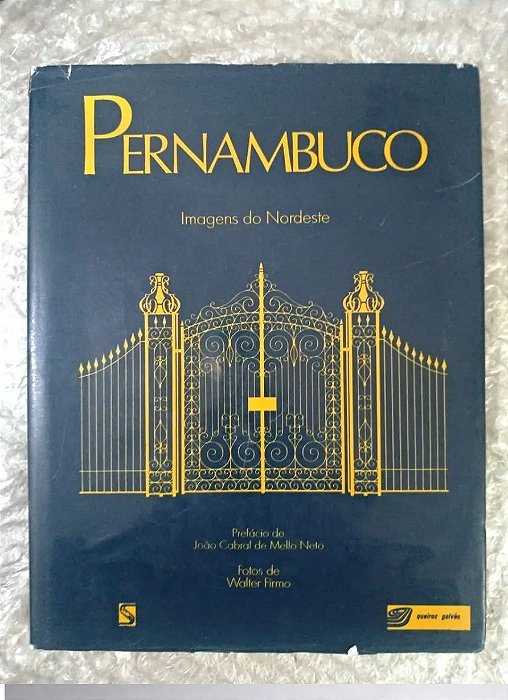 PERNAMBUCO
Imagens do Nordeste
Prefácio de
João Cabral de Mello Neto
Fotos de
Walter Firmo
S
queiroz galvão